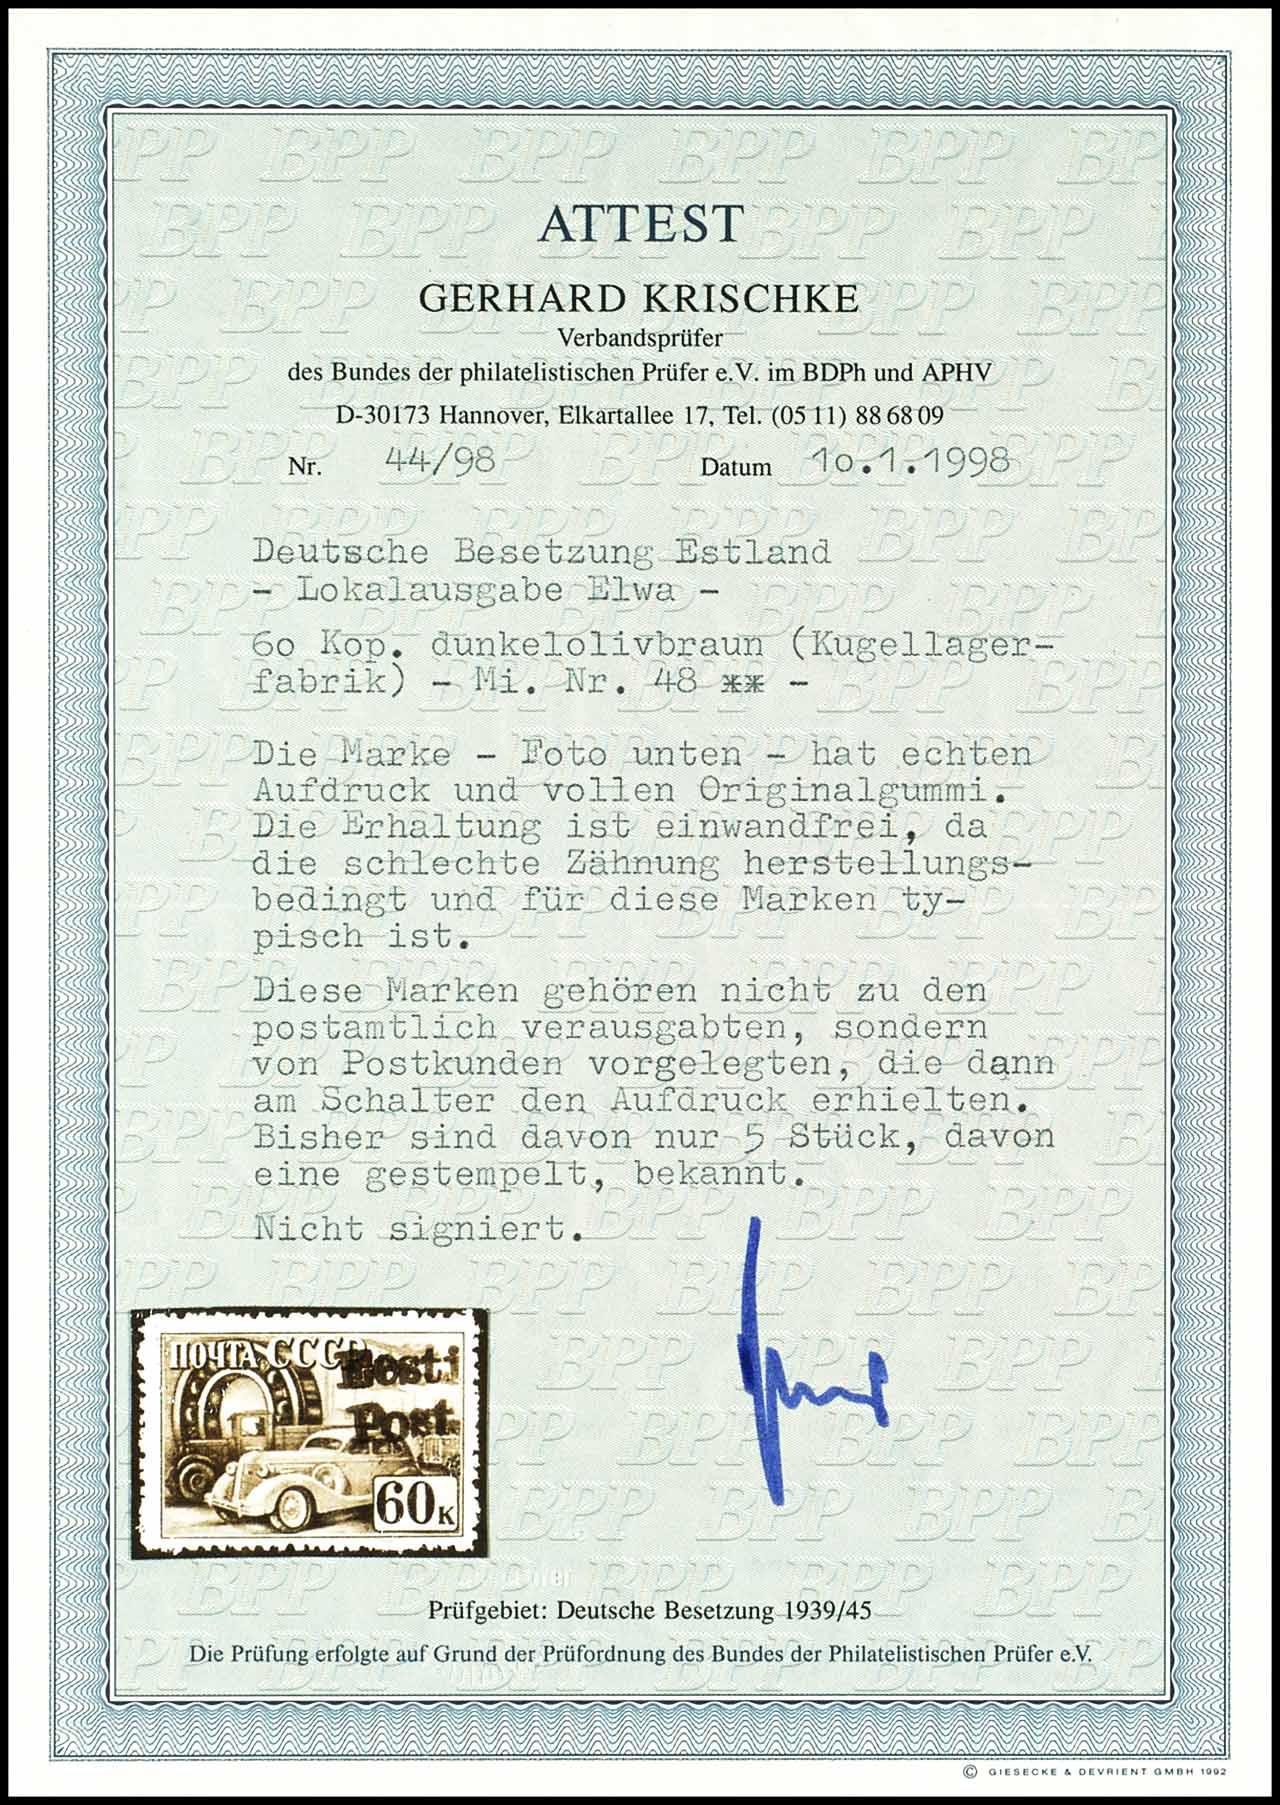 ATTEST
GERHARD KRISCHKE
Verbandsprüfer
des Bundes der philatelistischen Prüfer e.V. im BDPh und APHV
D-30173 Hannover, Elkartallee 17, Tel. (05 11) 88 68 09
Nr. 44/98 Datum 1o.1.1998
Deutsche Besetzung Estland
- Lokalausgabe Elwa -
6o Kop. dunkelolivbraun (Kugellager-
fabrik) - Mi. Nr. 48 ** -
Die Marke - Foto unten - hat echten
Aufdruck und vollen Originalgummi.
Die Erhaltung ist einwandfrei, da
die schlechte Zähnung herstellungs-
bedingt und für diese Marken ty-
pisch ist.
Diese Marken gehören nicht zu den
postamtlich verausgabten, sondern
von Postkunden vorgelegten, die dann
am Schalter den Aufdruck erhielten.
Bisher sind davon nur 5 Stück, davon
eine gestempelt, bekannt.
Nicht signiert.
ПОЧТА СССР
Eesti
Post
60 К
Prüfgebiet: Deutsche Besetzung 1939/45
Die Prüfung erfolgte auf Grund der Prüfordnung des Bundes der Philatelistischen Prüfer e.V.
© GIESECKE & DEVRIENT GMBH 1992